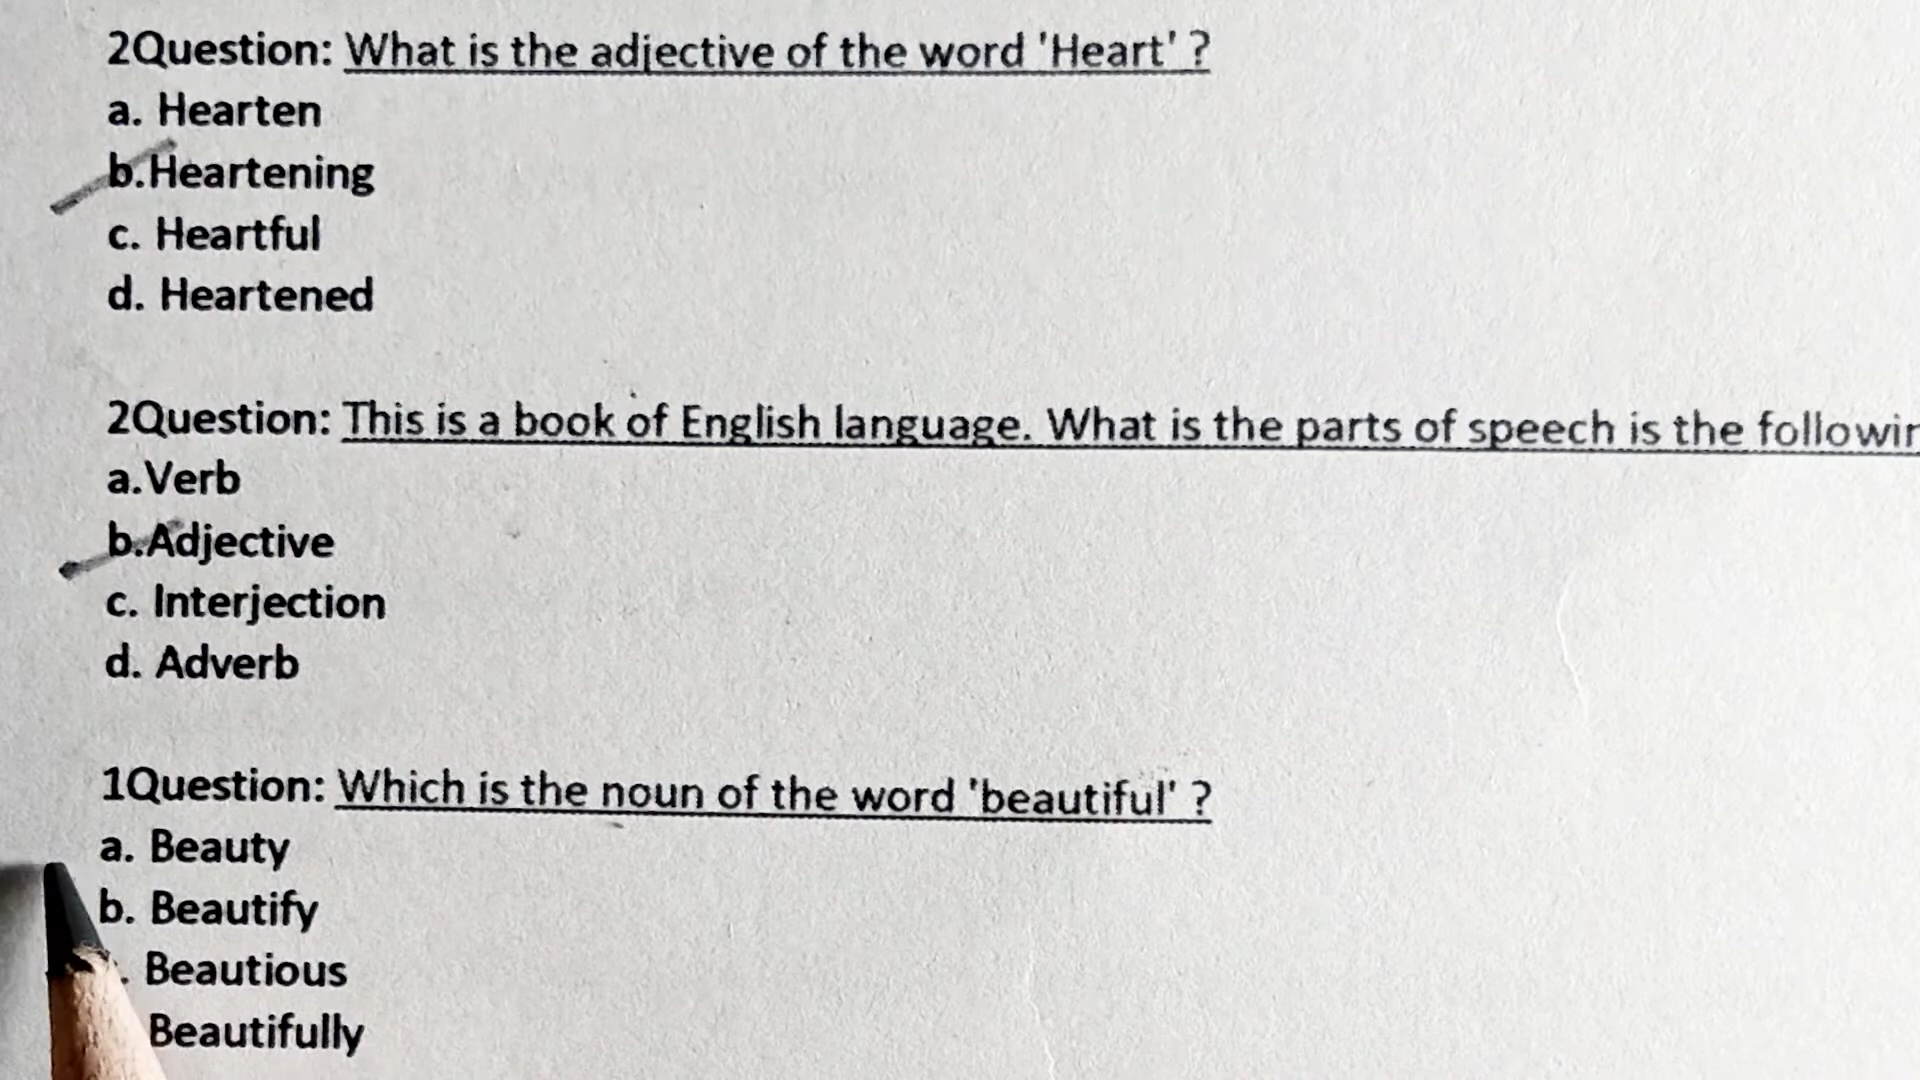 2Question: What is the adjective of the word 'Heart' ?
a. Hearten
b.Heartening
c. Heartful
d. Heartened
2Question: This is a book of English language. What is the parts of speech is the
a.Verb
b.Adjective
c. Interjection
d. Adverb
1Question: Which is the noun of the word 'beautiful' ?
a. Beauty
b. Beautify
. Beautious
Beautifully